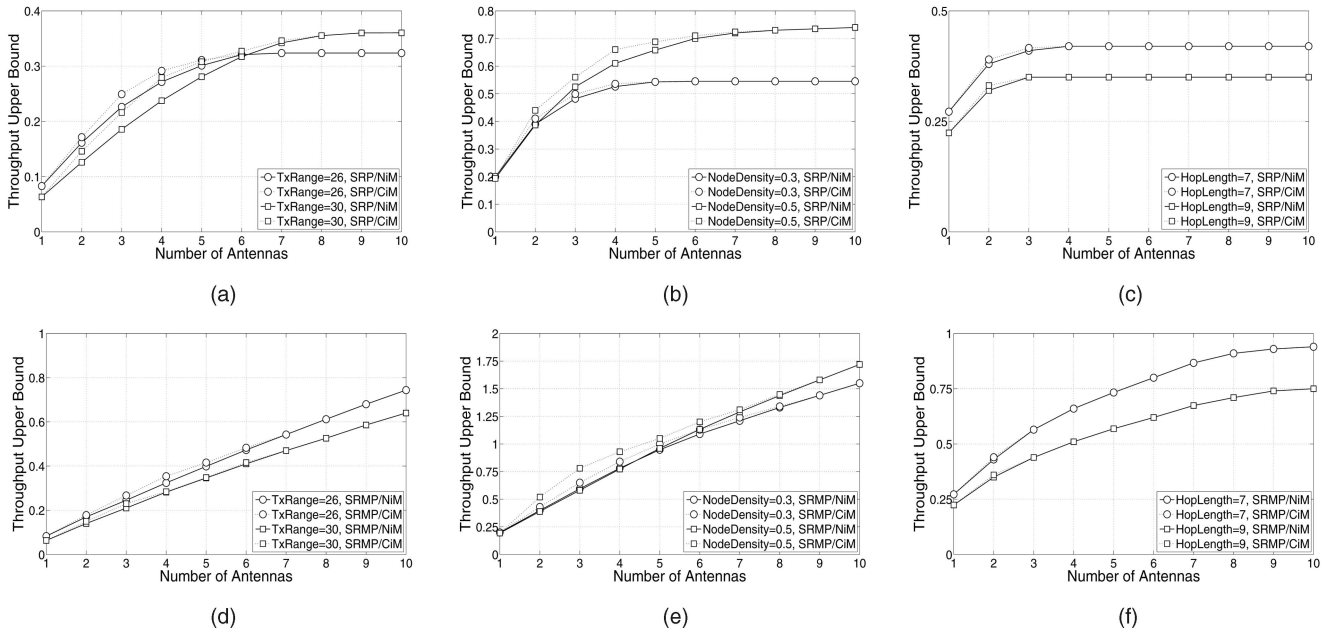 Throughput Upper Bound
0.4
0.3
0.2
0.1
0
1 2 3 4 5 6 7 8 9 10
Number of Antennas
TxRange=26, SRP/NiM
TxRange=26, SRP/CiM
TxRange=30, SRP/NiM
TxRange=30, SRP/CiM
(a)
Throughput Upper Bound
0.8
0.7
0.6
0.5
0.4
0.3
0.2
0.1
0
1 2 3 4 5 6 7 8 9 10
Number of Antennas
NodeDensity=0.3, SRP/NiM
NodeDensity=0.3, SRP/CiM
NodeDensity=0.5, SRP/NiM
NodeDensity=0.5, SRP/CiM
(b)
Throughput Upper Bound
0.5
0.25
0
1 2 3 4 5 6 7 8 9 10
Number of Antennas
HopLength=7, SRP/NiM
HopLength=7, SRP/CiM
HopLength=9, SRP/NiM
HopLength=9, SRP/CiM
(c)
Throughput Upper Bound
1
0.8
0.6
0.4
0.2
0
1 2 3 4 5 6 7 8 9 10
Number of Antennas
TxRange=26, SRMP/NiM
TxRange=26, SRMP/CiM
TxRange=30, SRMP/NiM
TxRange=30, SRMP/CiM
(d)
Throughput Upper Bound
2
1.75
1.5
1.25
1
0.75
0.5
0.25
0
1 2 3 4 5 6 7 8 9 10
Number of Antennas
NodeDensity=0.3, SRMP/NiM
NodeDensity=0.3, SRMP/CiM
NodeDensity=0.5, SRMP/NiM
NodeDensity=0.5, SRMP/CiM
(e)
Throughput Upper Bound
1
0.75
0.5
0.25
0
1 2 3 4 5 6 7 8 9 10
Number of Antennas
HopLength=7, SRMP/NiM
HopLength=7, SRMP/CiM
HopLength=9, SRMP/NiM
HopLength=9, SRMP/CiM
(f)